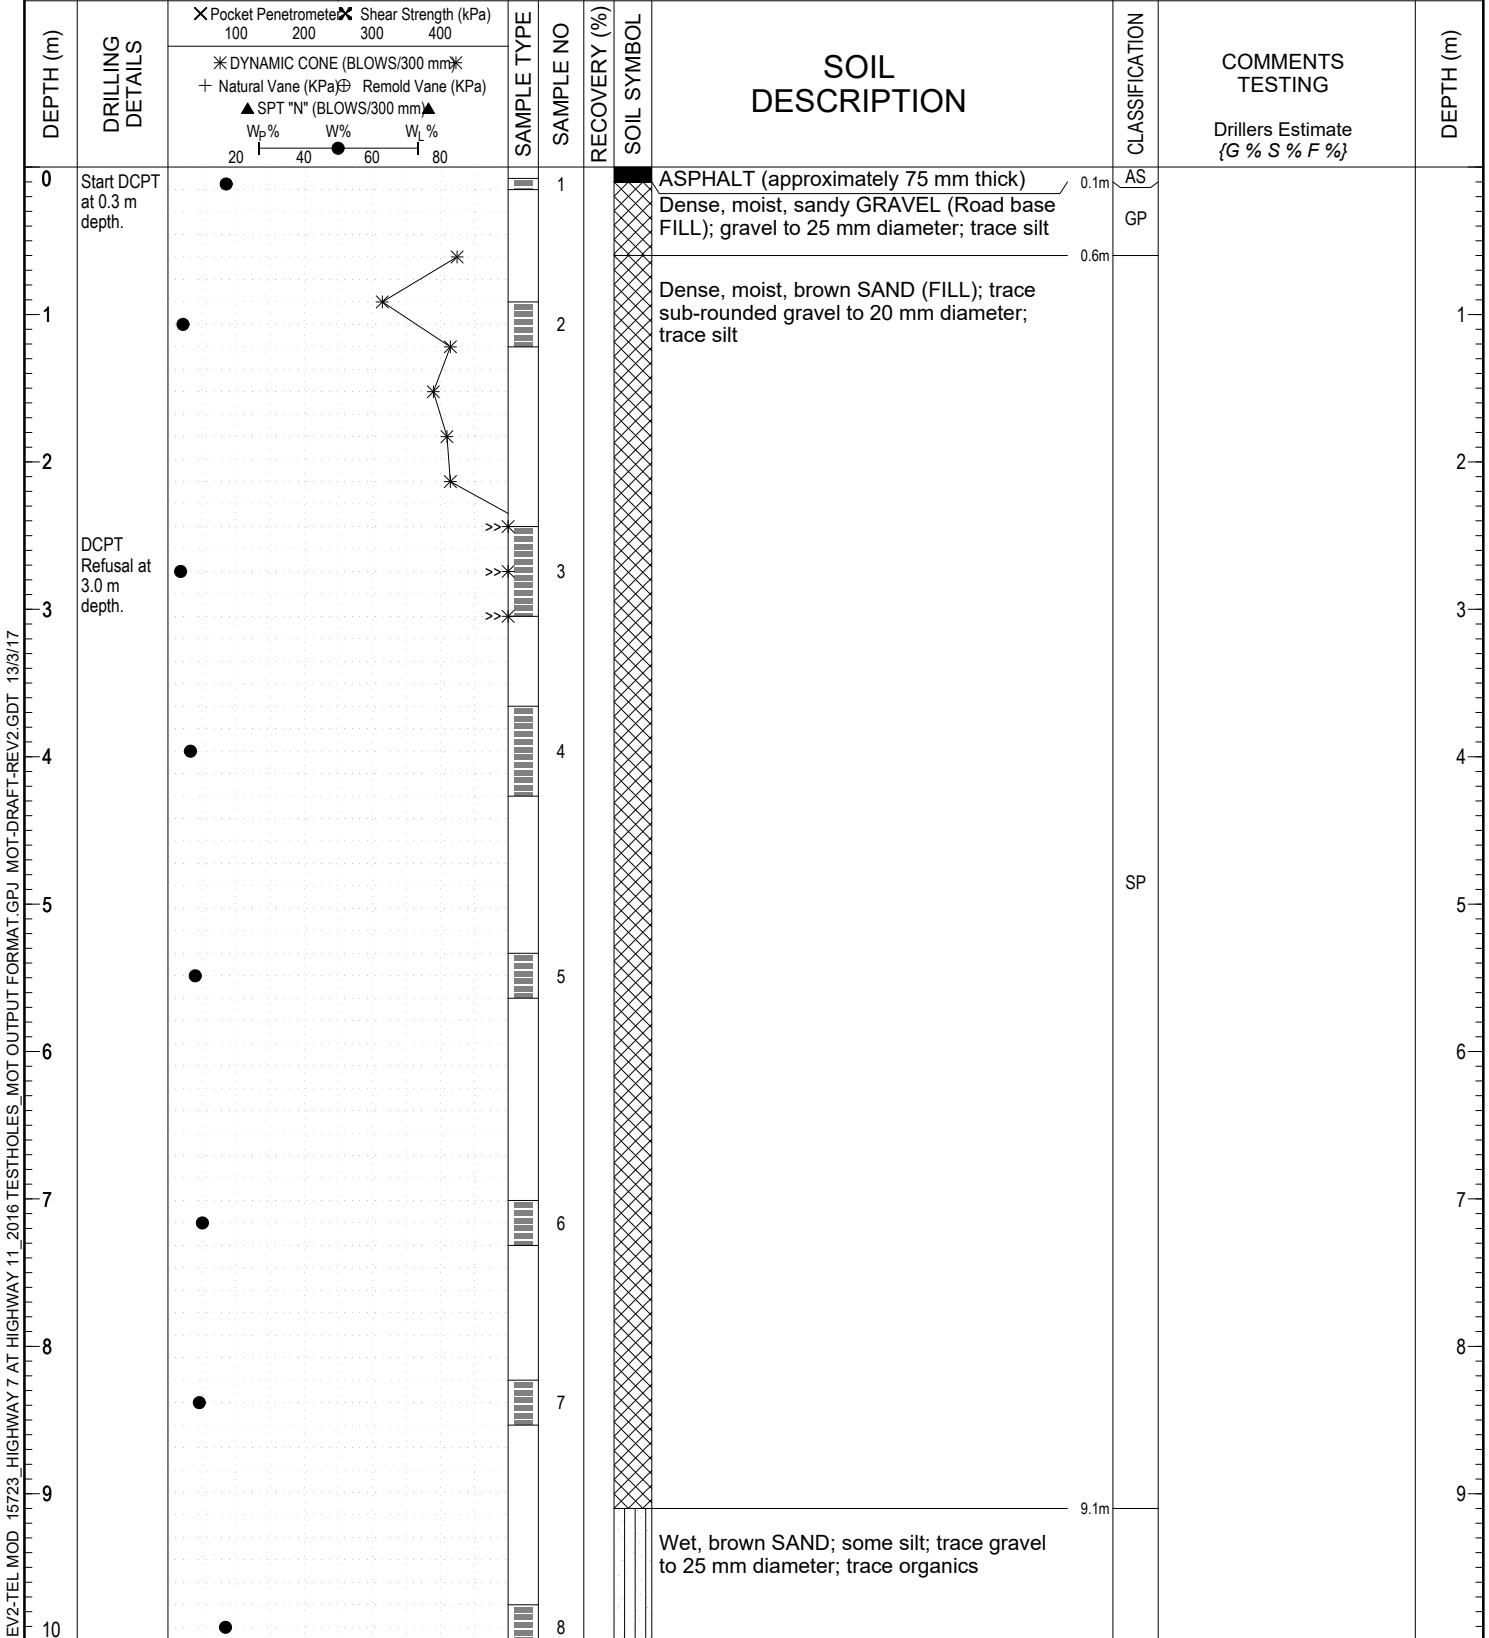 DEPTH (m)
DRILLING
DETAILS
Pocket Penetrometer Shear Strength (kPa)
100 200 300 400
DYNAMIC CONE (BLOWS/300 mm)
Natural Vane (KPa) Remold Vane (KPa)
SPT "N" (BLOWS/300 mm)
WP% W% WL%
20 40 60 80
SAMPLE TYPE
SAMPLE NO
RECOVERY (%)
SOIL SYMBOL
SOIL
DESCRIPTION
CLASSIFICATION
COMMENTS
TESTING
Drillers Estimate
{G % S % F %}
DEPTH (m)
0
Start DCPT
at 0.3 m
depth.
1
ASPHALT (approximately 75 mm thick)
0.1m
AS
Dense, moist, sandy GRAVEL (Road base
FILL); gravel to 25 mm diameter; trace silt
GP
0.6m
Dense, moist, brown SAND (FILL); trace
sub-rounded gravel to 20 mm diameter;
trace silt
1
2
1
2
2
>>
DCPT
Refusal at
3.0 m
depth.
>>
3
>>
3
3
4
4
4
SP
5
5
5
6
6
7
6
7
8
8
7
9
9
9.1m
Wet, brown SAND; some silt; trace gravel
to 25 mm diameter; trace organics
10
8
EV2-TEL MOD 15723_HIGHWAY 7 AT HIGHWAY 11_2016 TESTHOLES_MOT OUTPUT FORMAT.GPJ MOT-DRAFT-REV2.GDT 13/3/17